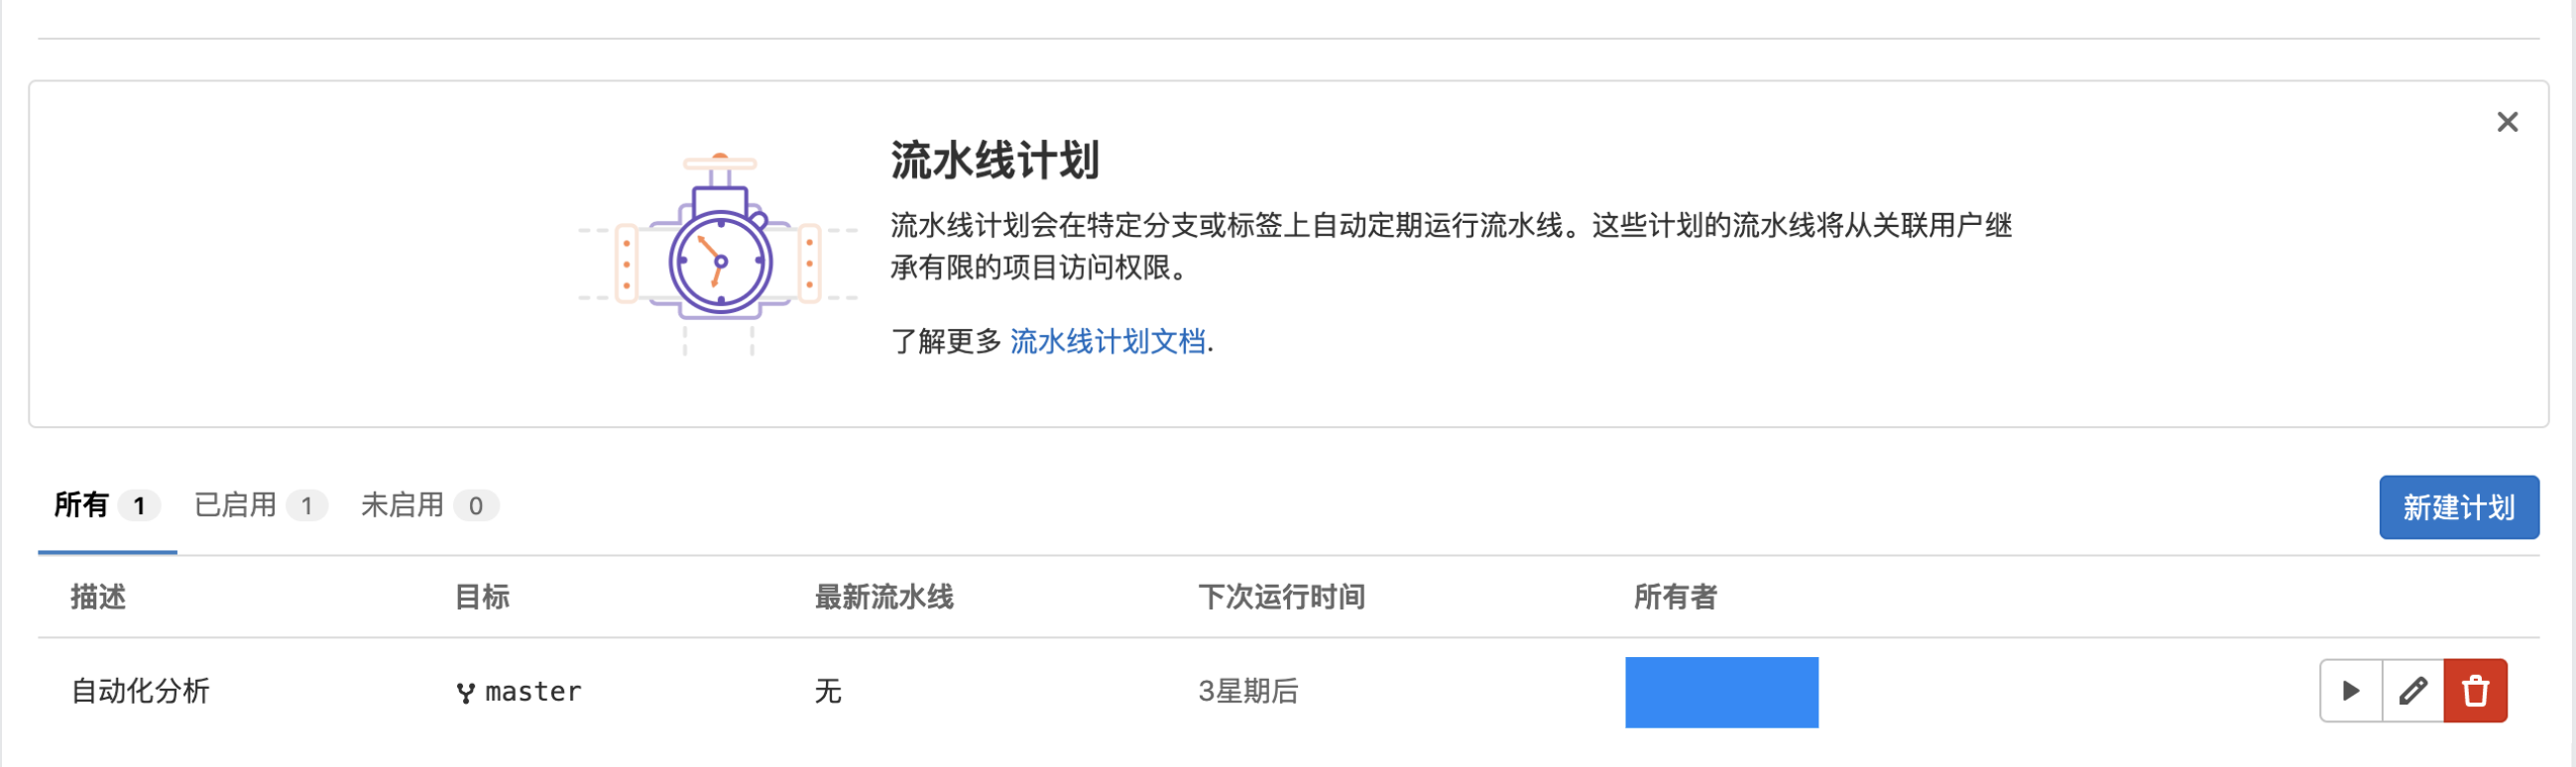 流水线计划
流水线计划会在特定分支或标签上自动定期运行流水线。这些计划的流水线将从关联用户继
承有限的项目访问权限。
了解更多 流水线计划文档.
所有 1 已启用 1 未启用 0 新建计划
描述 目标 最新流水线 下次运行时间 所有者
自动化分析 master 无 3星期后